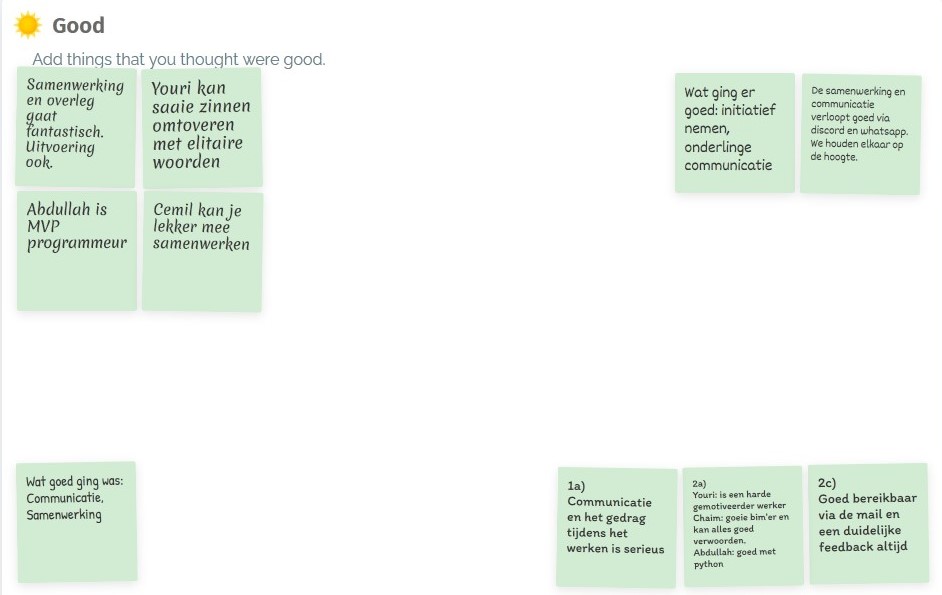 Good
Add things that you thought were good.
Samenwerking
en overleg
gaat
fantastisch.
Uitvoering
ook.
Youri kan
saaie zinnen
omtoveren
met elitaire
woorden
Wat ging er
goed: initiatief
nemen,
onderlinge
communicatie
De samenwerking en
communicatie
verloopt goed via
discord en whatsapp.
We houden elkaar op
de hoogte.
Abdullah is
MVP
programmeur
Cemil kan je
lekker mee
samenwerken
Wat goed ging was:
Communicatie,
Samenwerking
1a)
Communicatie
en het gedrag
tijdens het
werken is serieus
2a)
Youri: is een harde
gemotiveerder werker
Chaim: goeie bim'er en
kan alles goed
verwoorden.
Abdullah: goed met
python
2c)
Goed bereikbaar
via de mail en
een duidelijke
feedback altijd